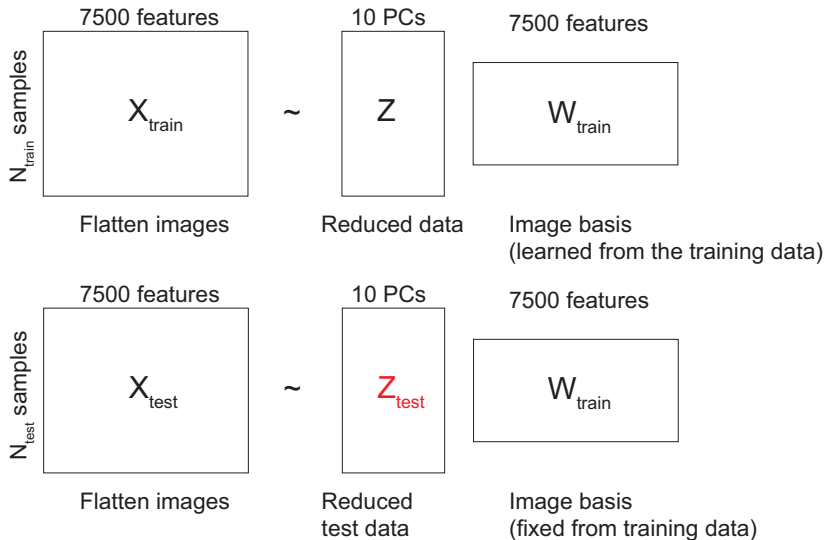 7500 features
10 PCs
7500 features
N_train samples
X_train
~
Z
W_train
Flatten images
Reduced data
Image basis
(learned from the training data)
7500 features
10 PCs
7500 features
N_test samples
X_test
~
Z_test
W_train
Flatten images
Reduced
test data
Image basis
(fixed from training data)